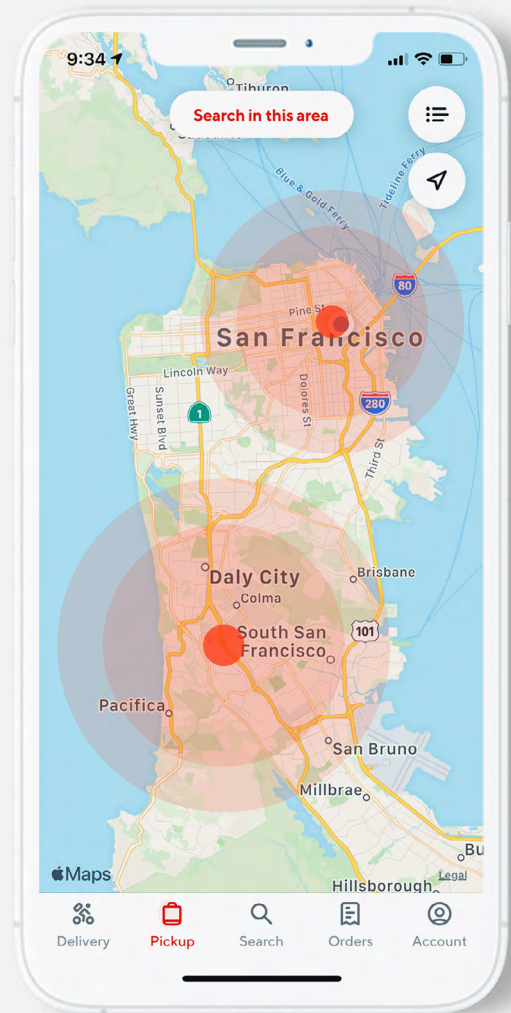 9:34
Tiburon
Search in this area
Blue & Gold Ferry
Tideline Ferry
80
Pine St
San Francisco
Lincoln Way
Great Hwy
Sunset Blvd
Dolores St
1
280
Third St
Daly City
Brisbane
Colma
South San
Francisco
101
Pacifica
San Bruno
Millbrae
Bu
Maps
Legal
Hillsborough
Delivery
Pickup
Search
Orders
Account